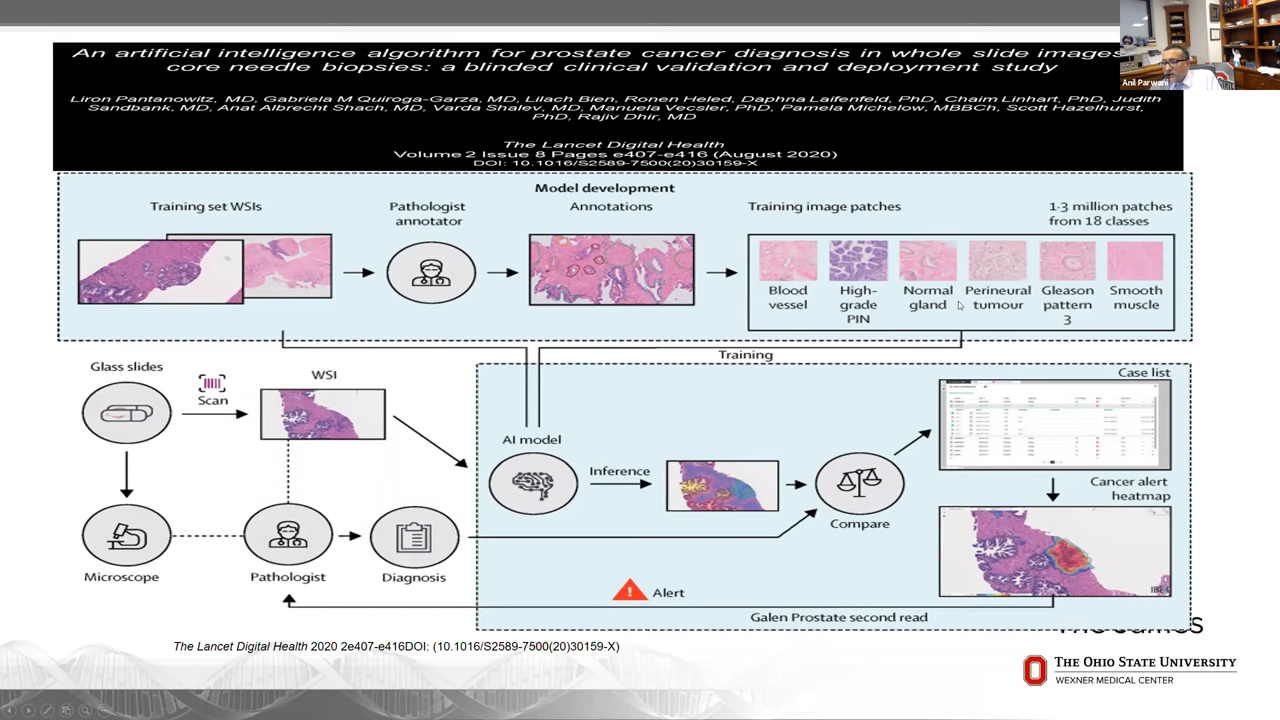 An artificial intelligence algorithm for prostate cancer diagnosis in whole slide images
core needle biopsies: a blinded clinical validation and deployment study
Liron Pantanowitz, MD, Gabriela M Quiroga-Garza, MD, Lilach Bien, Ronen Heled, Daphna Laifenfeld, PhD, Chaim Linhart, PhD, Judith
Sandbank, MD, Anat Albrecht Shach, MD, Varda Shalev, MD, Manuela Vecsler, PhD, Pamela Michelow, MBBCh, Scott Hazelhurst,
PhD, Rajiv Dhir, MD
The Lancet Digital Health
Volume 2 Issue 8 Pages e407-e416 (August 2020)
DOI: 10.1016/S2589-7500(20)30159-X
Anil Parwani
Model development
Training set WSIs
Pathologist
annotator
Annotations
Training image patches
1·3 million patches
from 18 classes
Blood
vessel
High-
grade
PIN
Normal
gland
Perineural
tumour
Gleason
pattern
3
Smooth
muscle
Training
Glass slides
Scan
WSI
Case list
AI model
Inference
Compare
Cancer alert
heatmap
Microscope
Pathologist
Diagnosis
Alert
Galen Prostate second read
The Lancet Digital Health 2020 2e407-e416DOI: (10.1016/S2589-7500(20)30159-X)
THE OHIO STATE UNIVERSITY
WEXNER MEDICAL CENTER